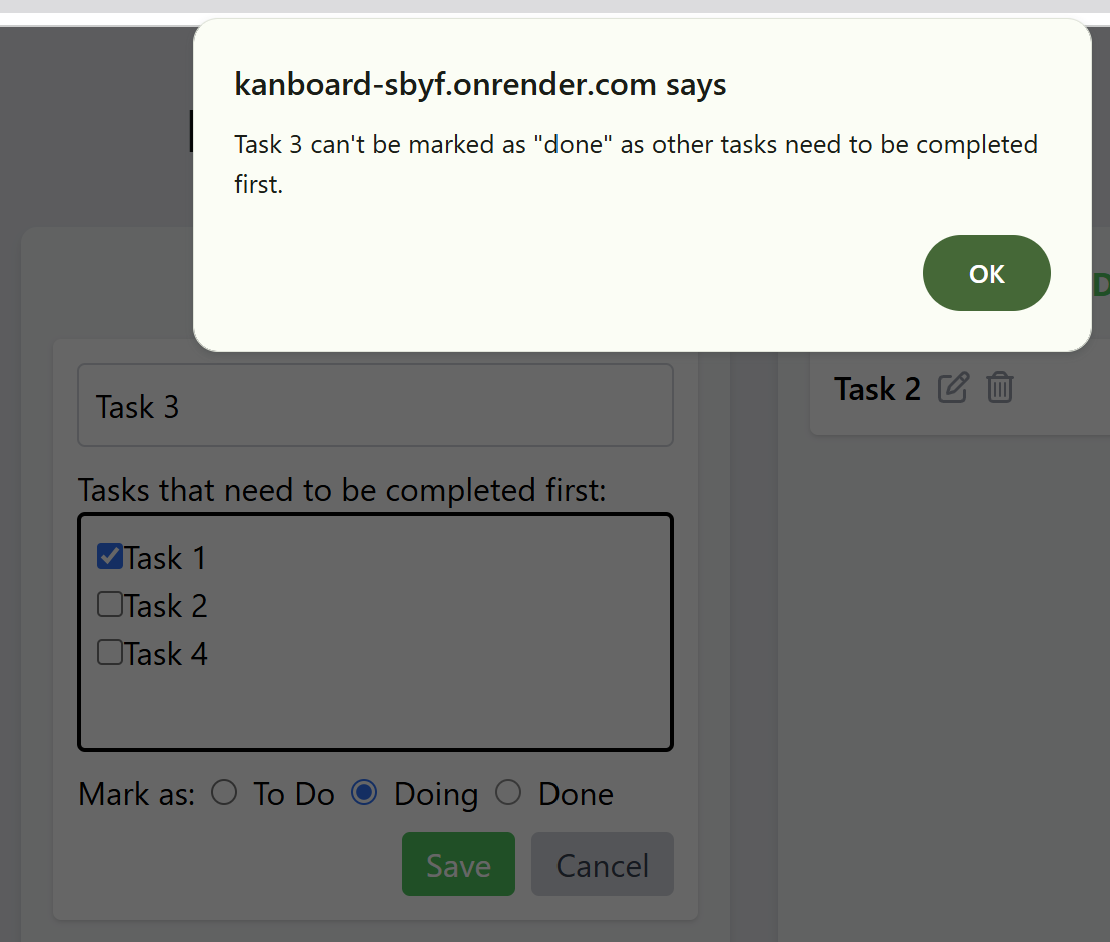 kanboard-sbyf.onrender.com says
Task 3 can't be marked as "done" as other tasks need to be completed
first.
OK
Task 3
Tasks that need to be completed first:
Task 1
Task 2
Task 4
Mark as: To Do Doing Done
Save Cancel
Task 2